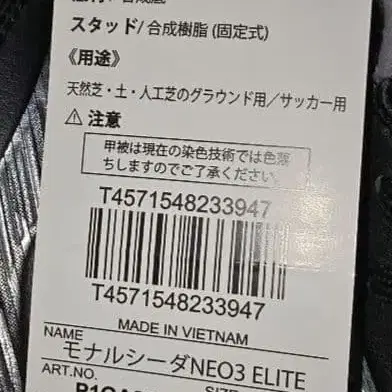 スタッド/ 合成樹脂 (固定式)
《用途》
天然芝・土・人工芝のグラウンド用／サッカー用
⚠ 注意
甲被は現在の染色技術では色落
ちしますのでご了承ください。
T4571548233947
T4571548233947
MADE IN VIETNAM
NAME
モナルシーダNEO3 ELITE
ART.NO.